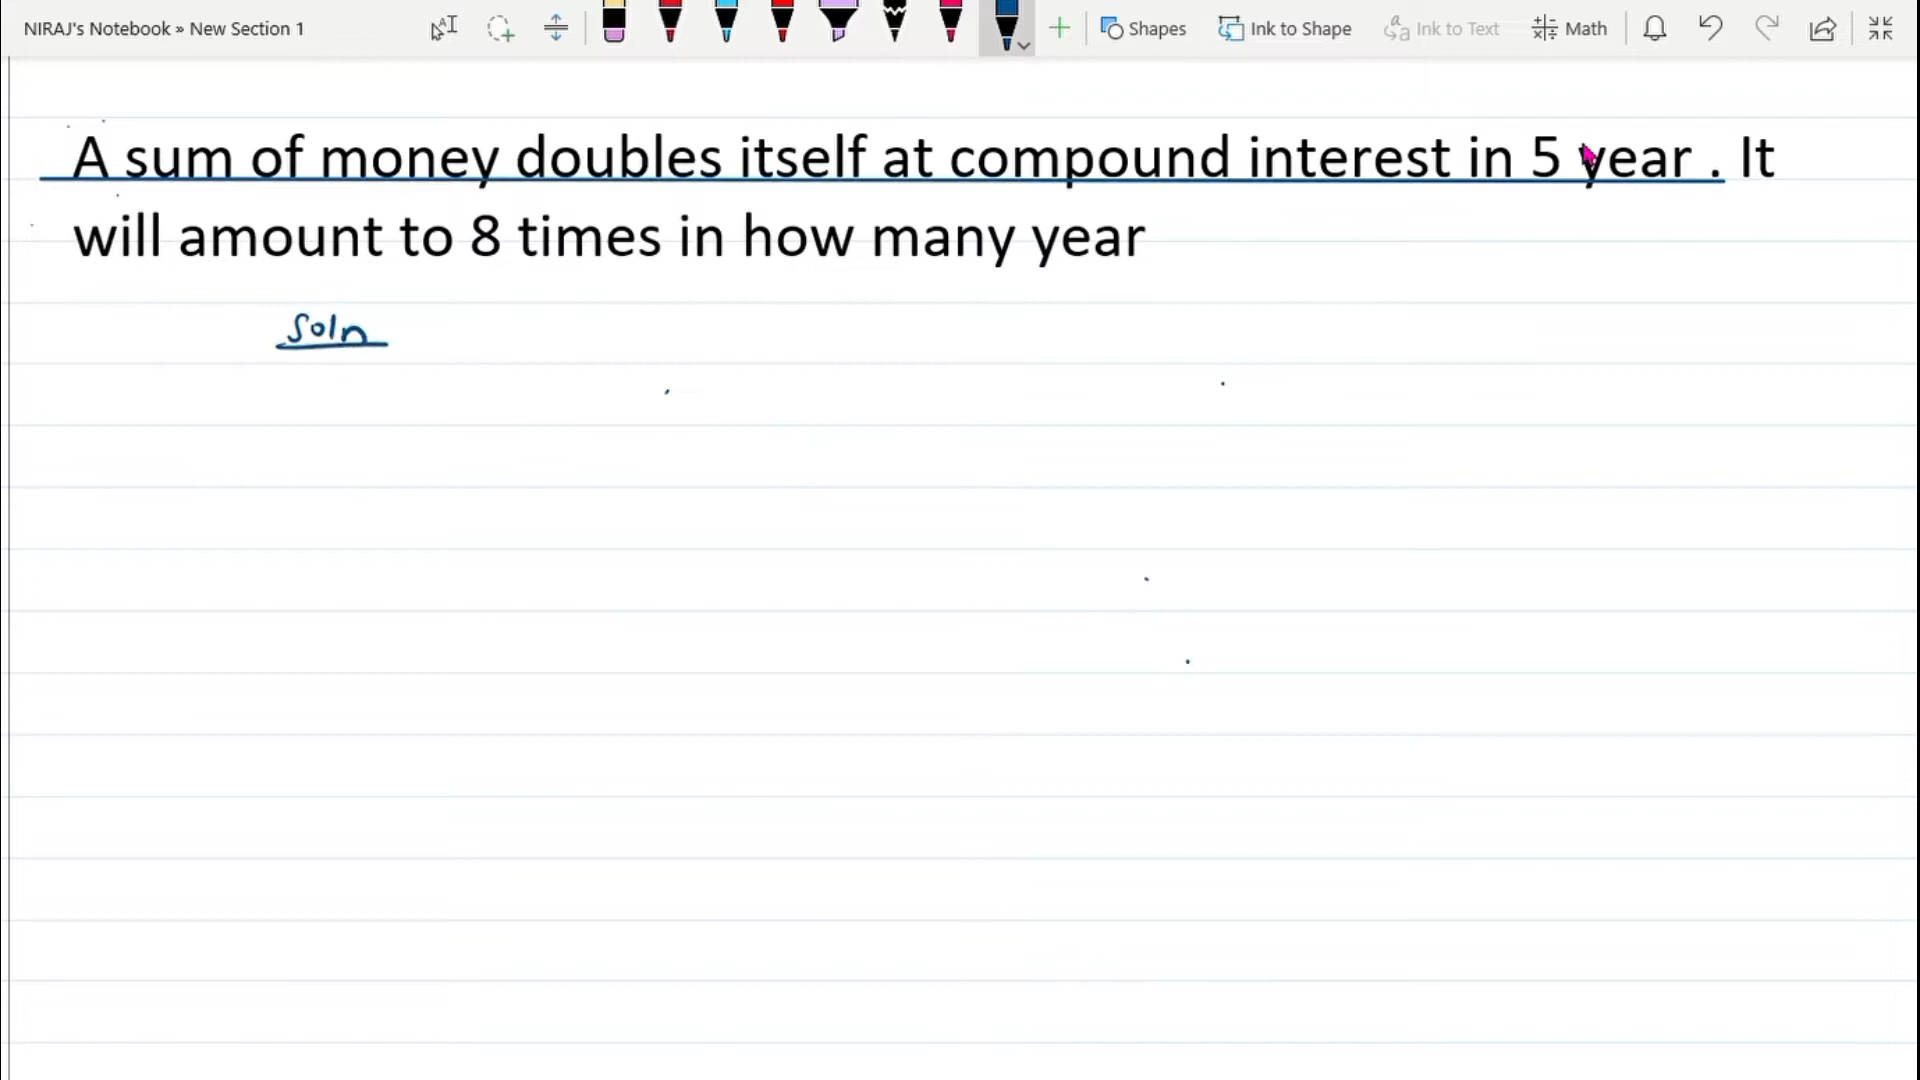 NIRAJ's Notebook » New Section 1
Shapes Ink to Shape Ink to Text Math
A sum of money doubles itself at compound interest in 5 year . It
will amount to 8 times in how many year
Soln